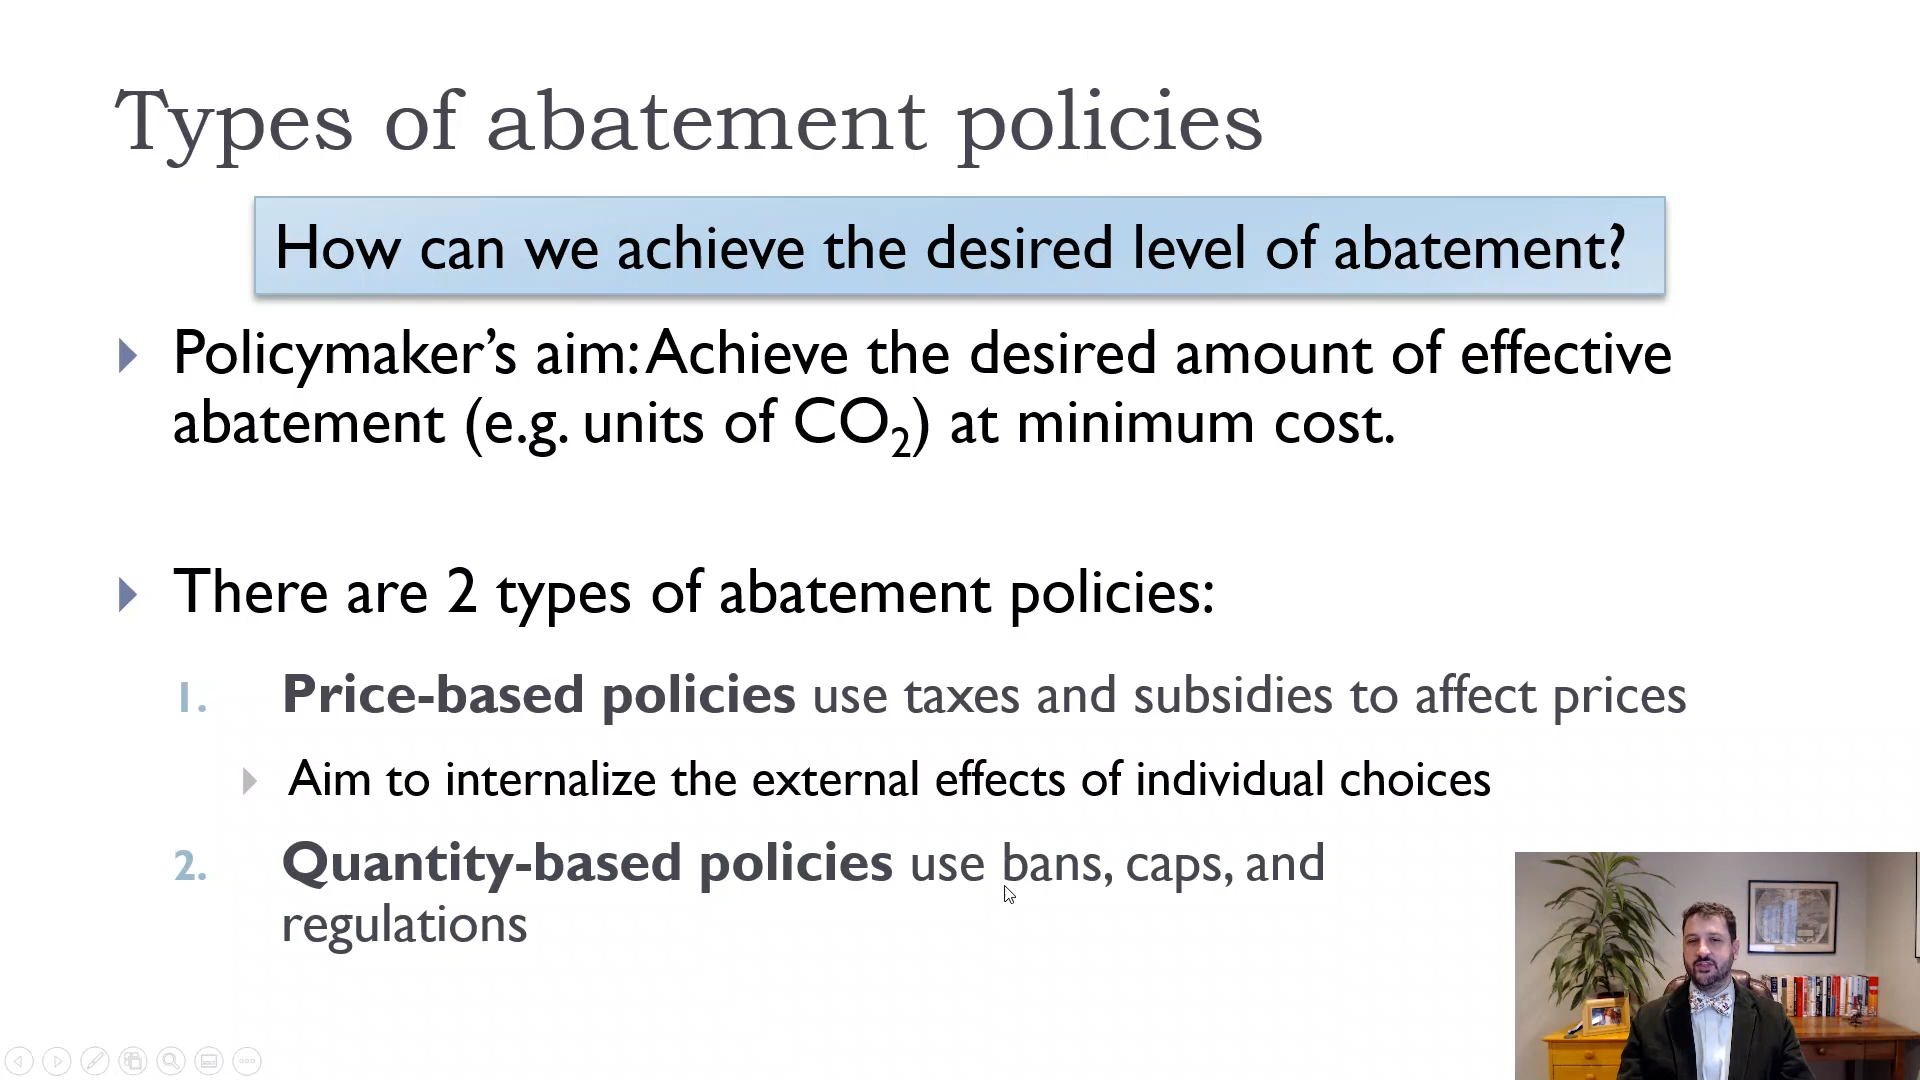 Types of abatement policies
How can we achieve the desired level of abatement?
Policymaker’s aim: Achieve the desired amount of effective
abatement (e.g. units of CO₂) at minimum cost.
There are 2 types of abatement policies:
1. Price-based policies use taxes and subsidies to affect prices
Aim to internalize the external effects of individual choices
2. Quantity-based policies use bans, caps, and
regulations